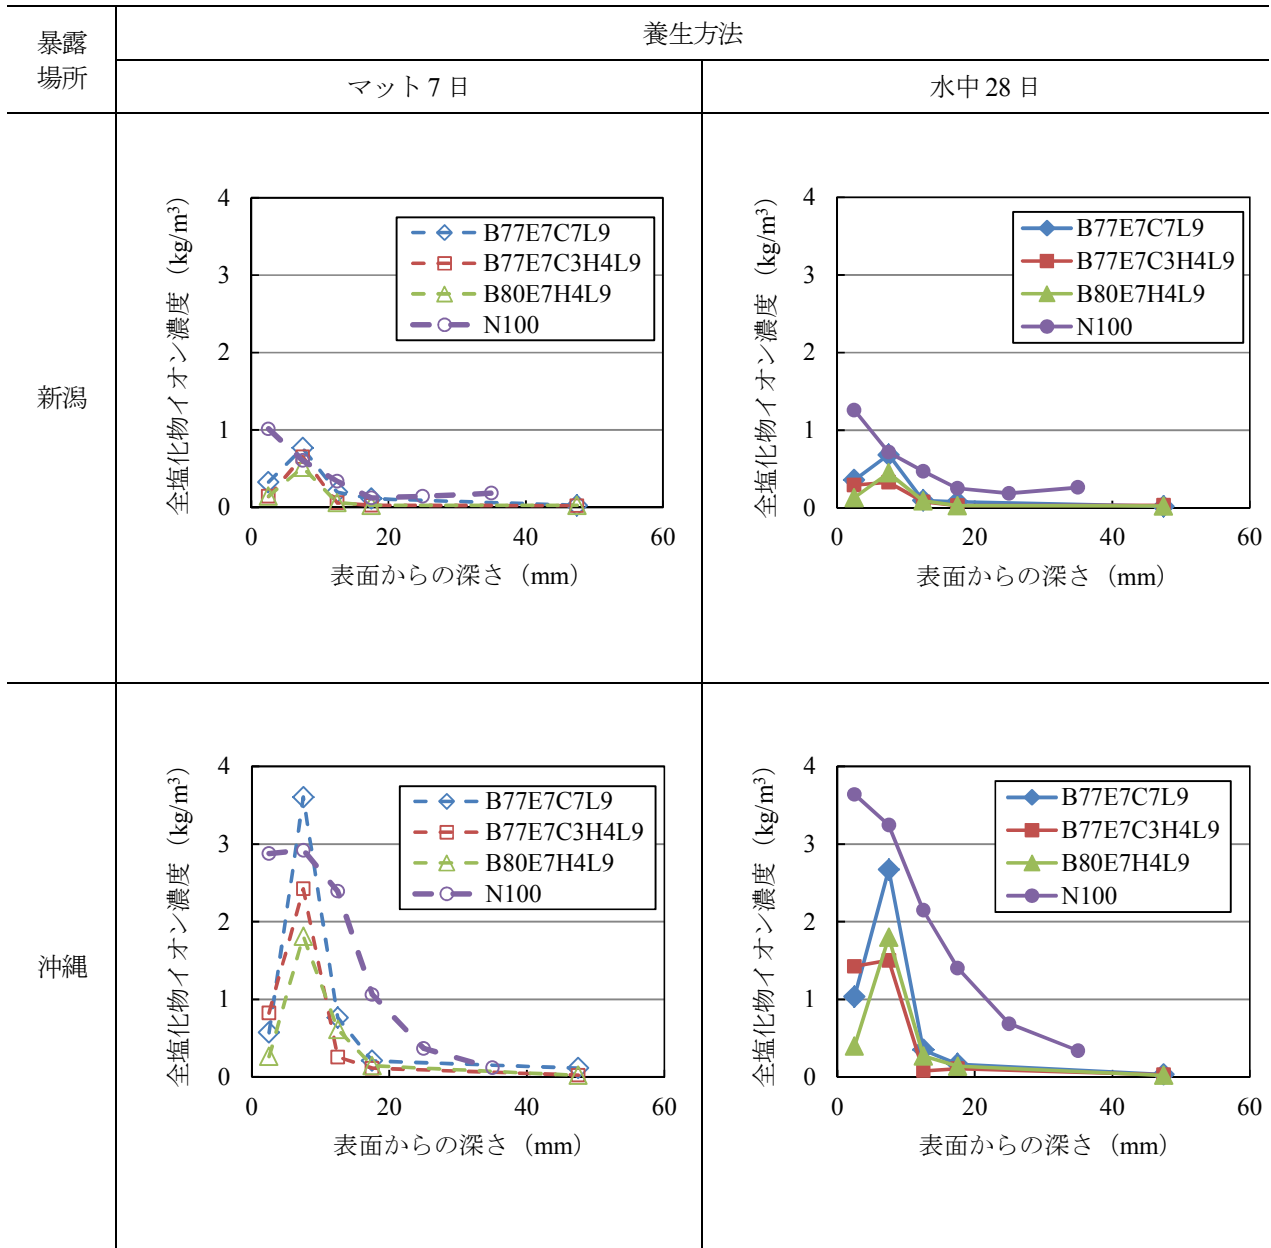 暴露
場所
養生方法
マット7日
水中28日
新潟
全塩化物イオン濃度（kg/m³）
4
3
2
1
0
B77E7C7L9
B77E7C3H4L9
B80E7H4L9
N100
0 20 40 60
表面からの深さ（mm）
全塩化物イオン濃度（kg/m³）
4
3
2
1
0
B77E7C7L9
B77E7C3H4L9
B80E7H4L9
N100
0 20 40 60
表面からの深さ（mm）
沖縄
全塩化物イオン濃度（kg/m³）
4
3
2
1
0
B77E7C7L9
B77E7C3H4L9
B80E7H4L9
N100
0 20 40 60
表面からの深さ（mm）
全塩化物イオン濃度（kg/m³）
4
3
2
1
0
B77E7C7L9
B77E7C3H4L9
B80E7H4L9
N100
0 20 40 60
表面からの深さ（mm）